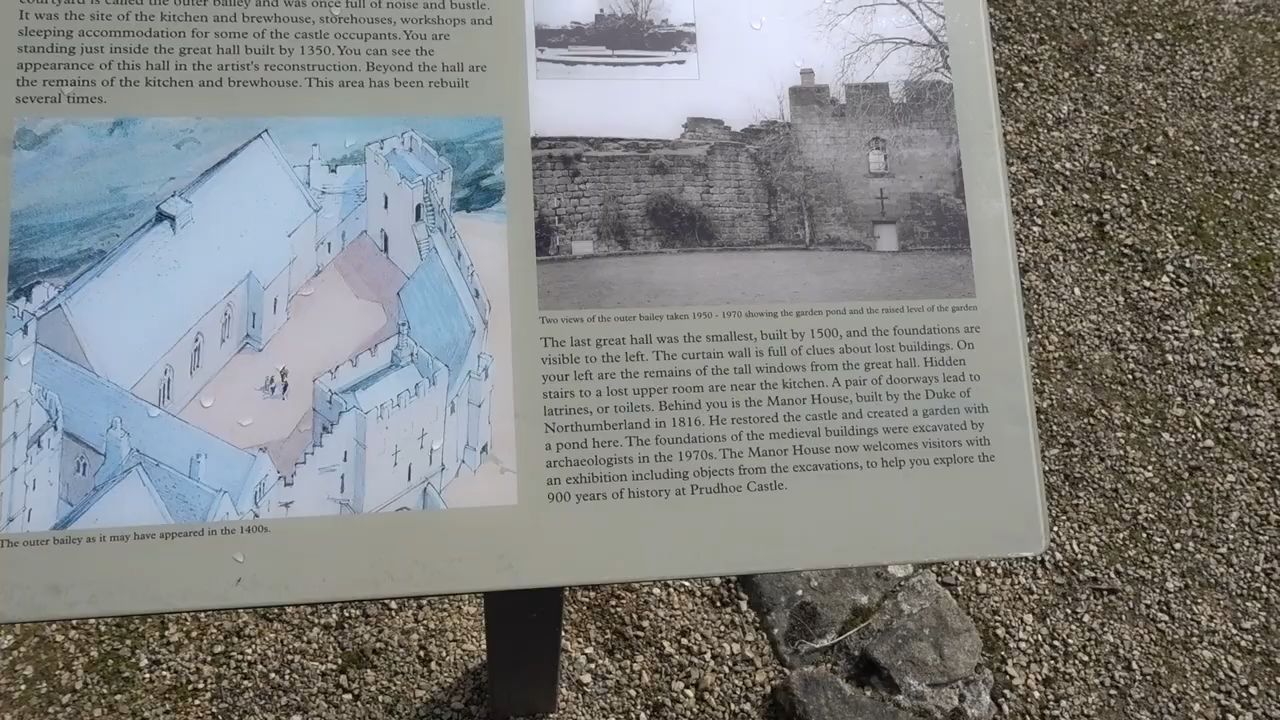 courtyard is called the outer bailey and was once full of noise and bustle.
It was the site of the kitchen and brewhouse, storehouses, workshops and
sleeping accommodation for some of the castle occupants. You are
standing just inside the great hall built by 1350. You can see the
appearance of this hall in the artist's reconstruction. Beyond the hall are
the remains of the kitchen and brewhouse. This area has been rebuilt
several times.
The outer bailey as it may have appeared in the 1400s.
Two views of the outer bailey taken 1950 - 1970 showing the garden pond and the raised level of the garden
The last great hall was the smallest, built by 1500, and the foundations are
visible to the left. The curtain wall is full of clues about lost buildings. On
your left are the remains of the tall windows from the great hall. Hidden
stairs to a lost upper room are near the kitchen. A pair of doorways lead to
latrines, or toilets. Behind you is the Manor House, built by the Duke of
Northumberland in 1816. He restored the castle and created a garden with
a pond here. The foundations of the medieval buildings were excavated by
archaeologists in the 1970s. The Manor House now welcomes visitors with
an exhibition including objects from the excavations, to help you explore the
900 years of history at Prudhoe Castle.